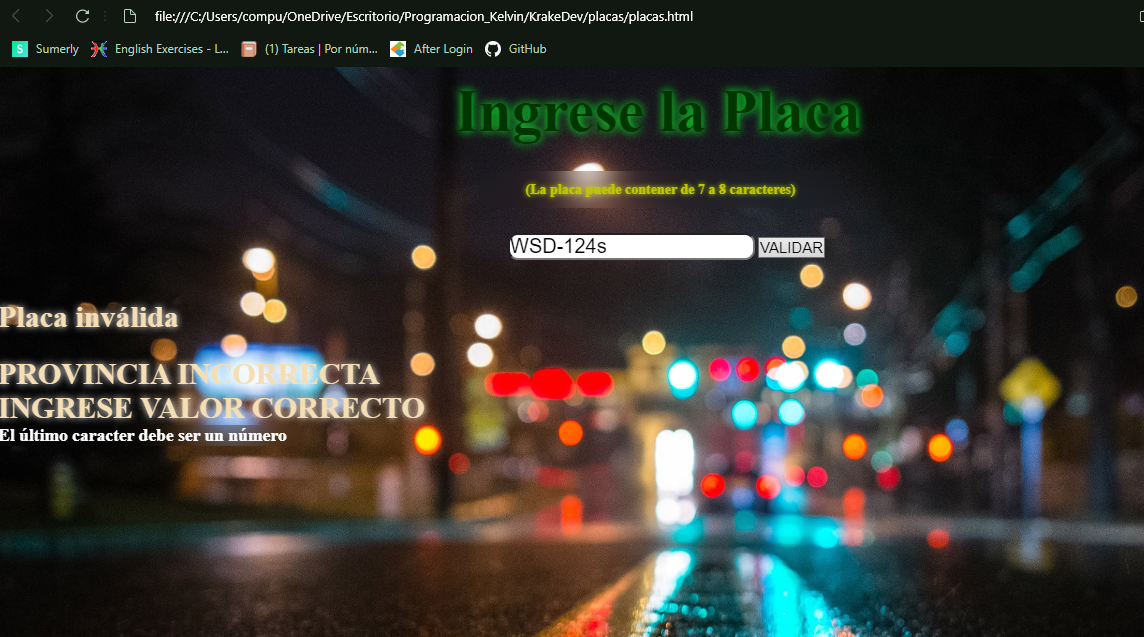 file:///C:/Users/compu/OneDrive/Escritorio/Programacion_Kelvin/KrakeDev/placas/placas.html
S Sumerly English Exercises - L... (1) Tareas | Por núm... After Login GitHub
Ingrese la Placa
(La placa puede contener de 7 a 8 caracteres)
WSD-124s VALIDAR
Placa inválida
PROVINCIA INCORRECTA
INGRESE VALOR CORRECTO
El último caracter debe ser un número